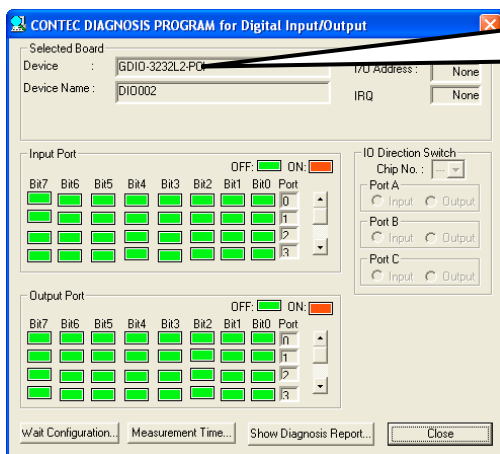 CONTEC DIAGNOSIS PROGRAM for Digital Input/Output
Selected Board
Device : GDIO-3232L2-PCI
I/O Address : None
Device Name : DIO002
IRQ None
Input Port
OFF: ON:
Bit7 Bit6 Bit5 Bit4 Bit3 Bit2 Bit1 Bit0 Port
0
1
2
3
IO Direction Switch
Chip No. : ---
Port A
Input Output
Port B
Input Output
Port C
Input Output
Output Port
OFF: ON:
Bit7 Bit6 Bit5 Bit4 Bit3 Bit2 Bit1 Bit0 Port
0
1
2
3
Wait Configuration... Measurement Time... Show Diagnosis Report... Close